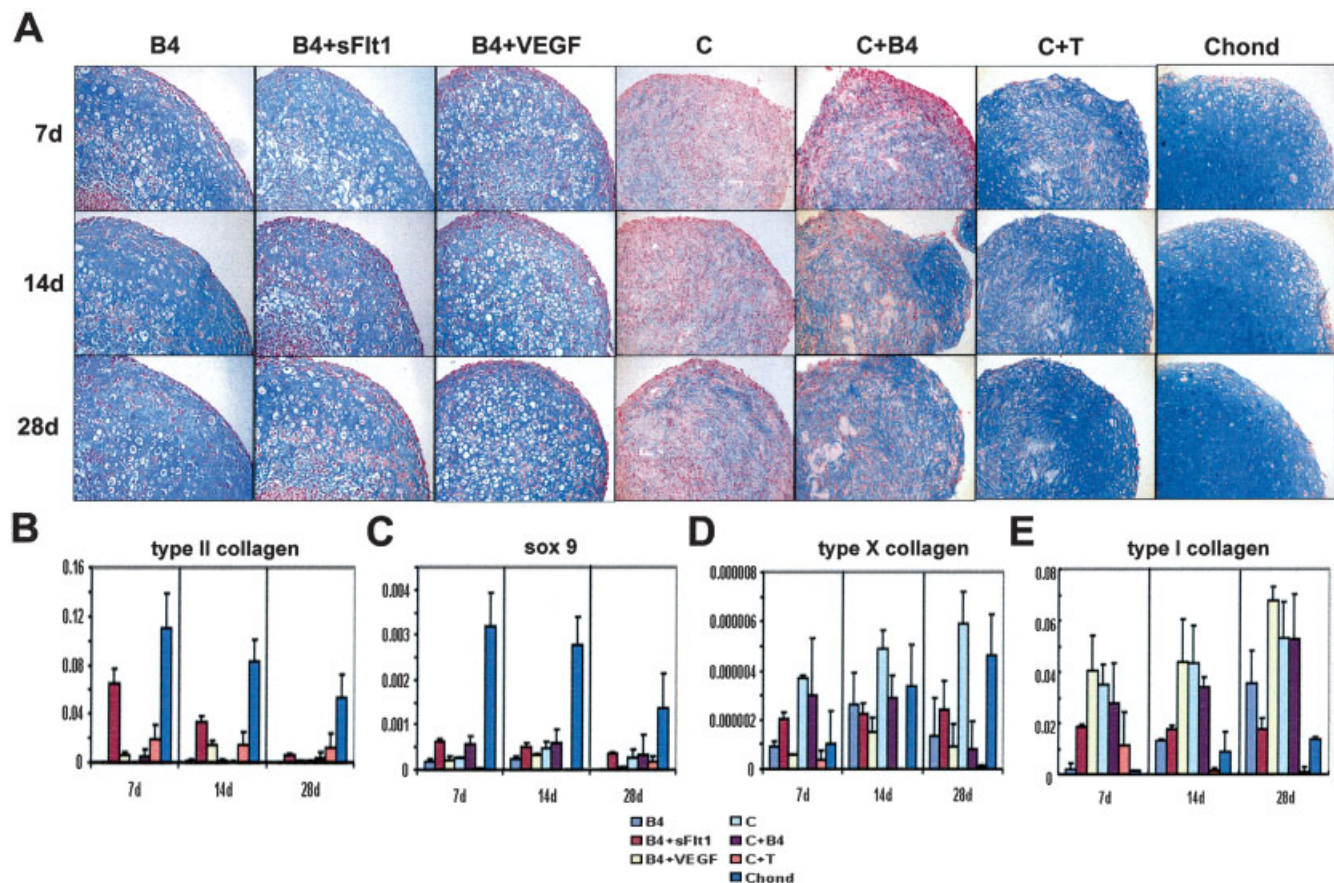 A
B4 B4+sFlt1 B4+VEGF C C+B4 C+T Chond
7d
14d
28d
B type II collagen
0.16
0.12
0.08
0.04
0
7d 14d 28d
C sox 9
0.004
0.003
0.002
0.001
0
7d 14d 28d
D type X collagen
0.000008
0.000006
0.000004
0.000002
0
7d 14d 28d
E type I collagen
0.08
0.06
0.04
0.02
0
7d 14d 28d
B4 C
B4+sFlt1 C+B4
B4+VEGF C+T
Chond